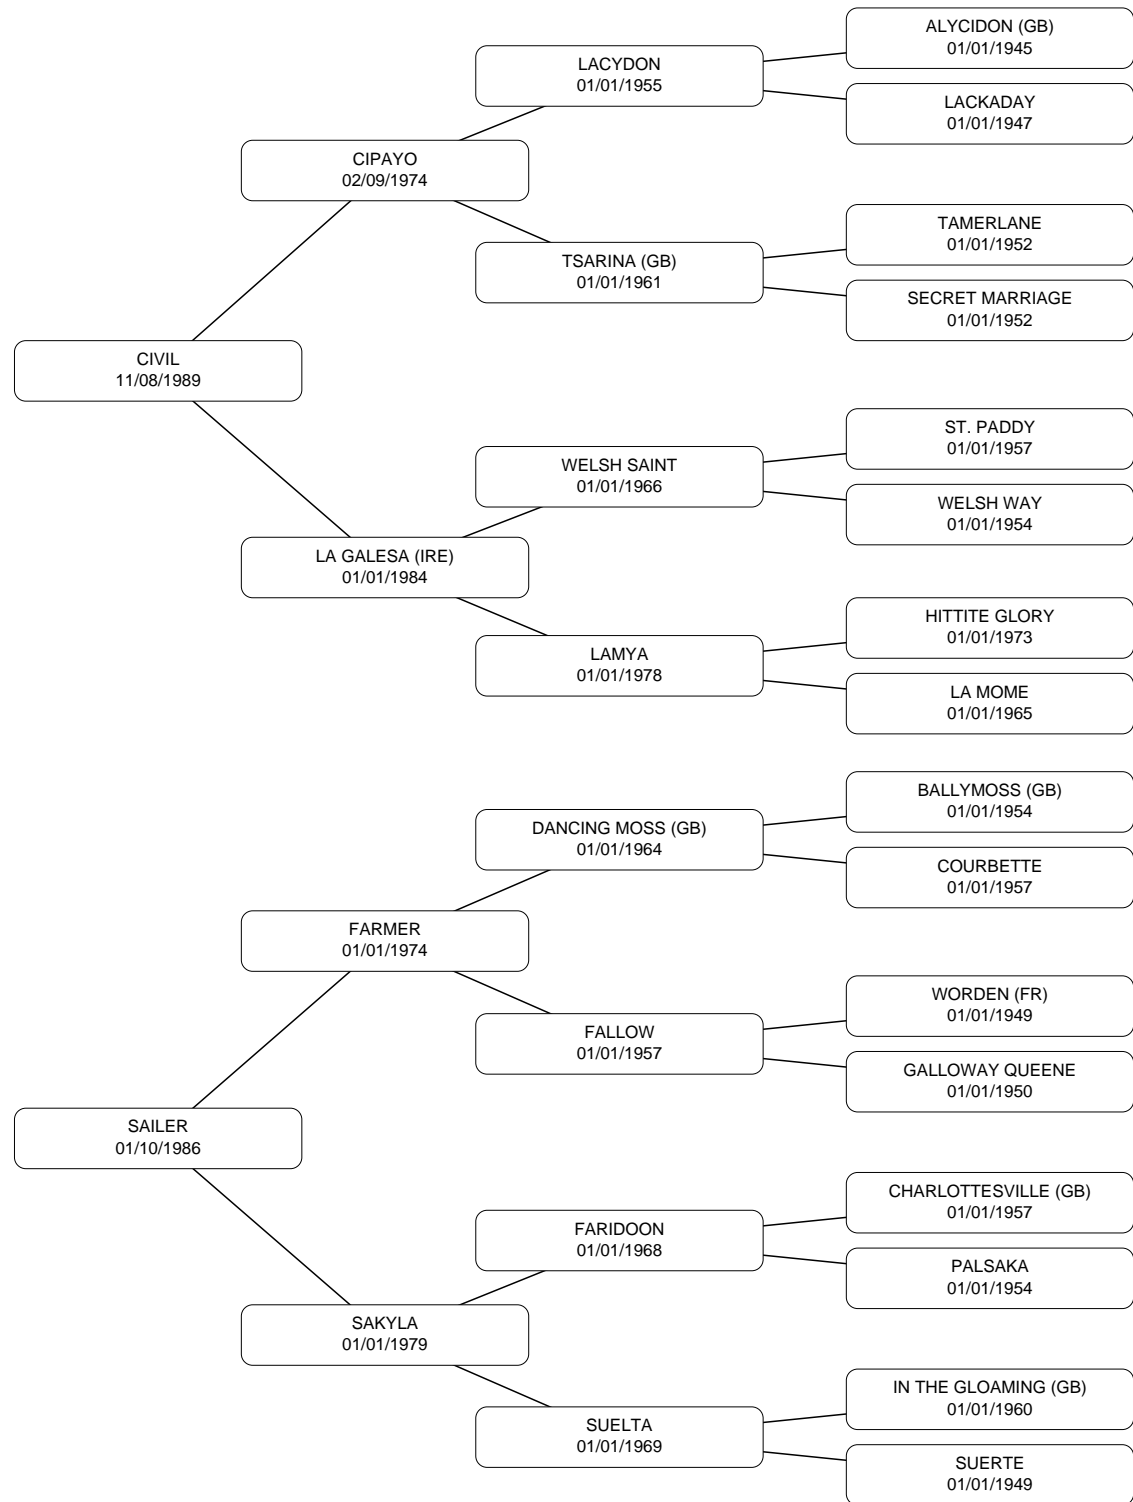 ALYCIDON (GB)
01/01/1945
LACYDON
01/01/1955
LACKADAY
01/01/1947
CIPAYO
02/09/1974
TAMERLANE
01/01/1952
TSARINA (GB)
01/01/1961
SECRET MARRIAGE
01/01/1952
CIVIL
11/08/1989
ST. PADDY
01/01/1957
WELSH SAINT
01/01/1966
WELSH WAY
01/01/1954
LA GALESA (IRE)
01/01/1984
HITTITE GLORY
01/01/1973
LAMYA
01/01/1978
LA MOME
01/01/1965
BALLYMOSS (GB)
01/01/1954
DANCING MOSS (GB)
01/01/1964
COURBETTE
01/01/1957
FARMER
01/01/1974
WORDEN (FR)
01/01/1949
FALLOW
01/01/1957
GALLOWAY QUEENE
01/01/1950
SAILER
01/10/1986
CHARLOTTESVILLE (GB)
01/01/1957
FARIDOON
01/01/1968
PALSAKA
01/01/1954
SAKYLA
01/01/1979
IN THE GLOAMING (GB)
01/01/1960
SUELTA
01/01/1969
SUERTE
01/01/1949